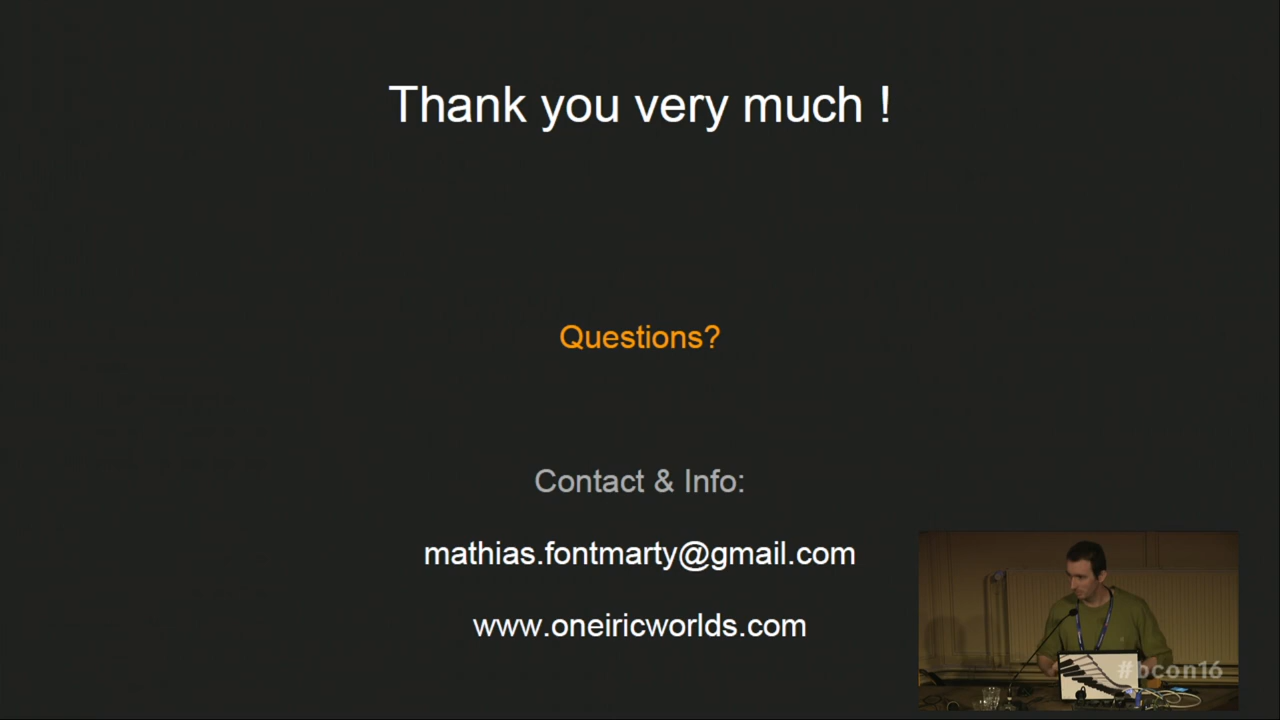 Thank you very much !
Questions?
Contact & Info:
mathias.fontmarty@gmail.com
www.oneiricworlds.com
#bcon16